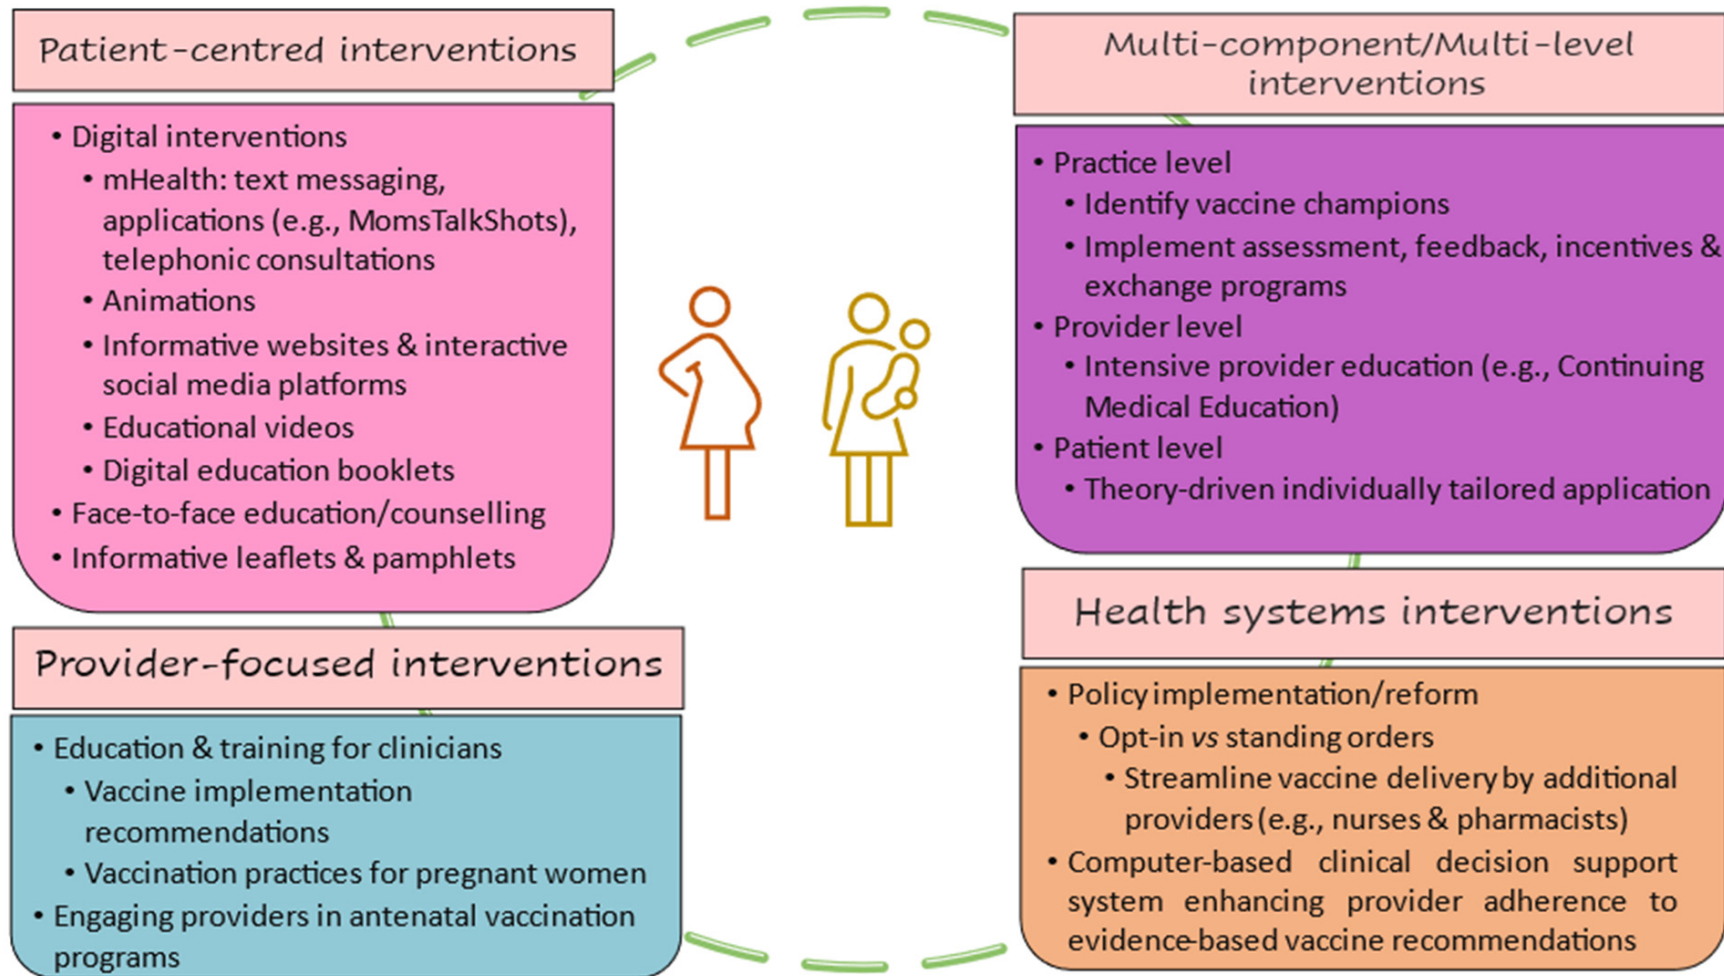 Patient-centred interventions
• Digital interventions
• mHealth: text messaging,
applications (e.g., MomsTalkShots),
telephonic consultations
• Animations
• Informative websites & interactive
social media platforms
• Educational videos
• Digital education booklets
• Face-to-face education/counselling
• Informative leaflets & pamphlets
Provider-focused interventions
• Education & training for clinicians
• Vaccine implementation
recommendations
• Vaccination practices for pregnant women
• Engaging providers in antenatal vaccination
programs
Multi-component/Multi-level
interventions
• Practice level
• Identify vaccine champions
• Implement assessment, feedback, incentives &
exchange programs
• Provider level
• Intensive provider education (e.g., Continuing
Medical Education)
• Patient level
• Theory-driven individually tailored application
Health systems interventions
• Policy implementation/reform
• Opt-in vs standing orders
• Streamline vaccine delivery by additional
providers (e.g., nurses & pharmacists)
• Computer-based clinical decision support
system enhancing provider adherence to
evidence-based vaccine recommendations